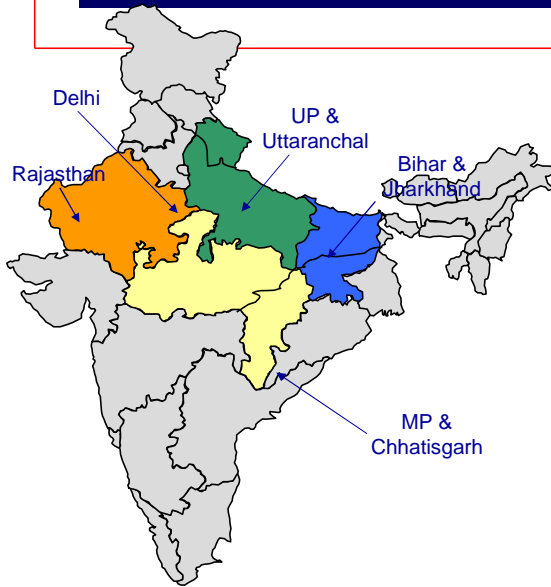 Delhi
UP &
Uttaranchal
Rajasthan
Bihar &
Jharkhand
MP &
Chhatisgarh